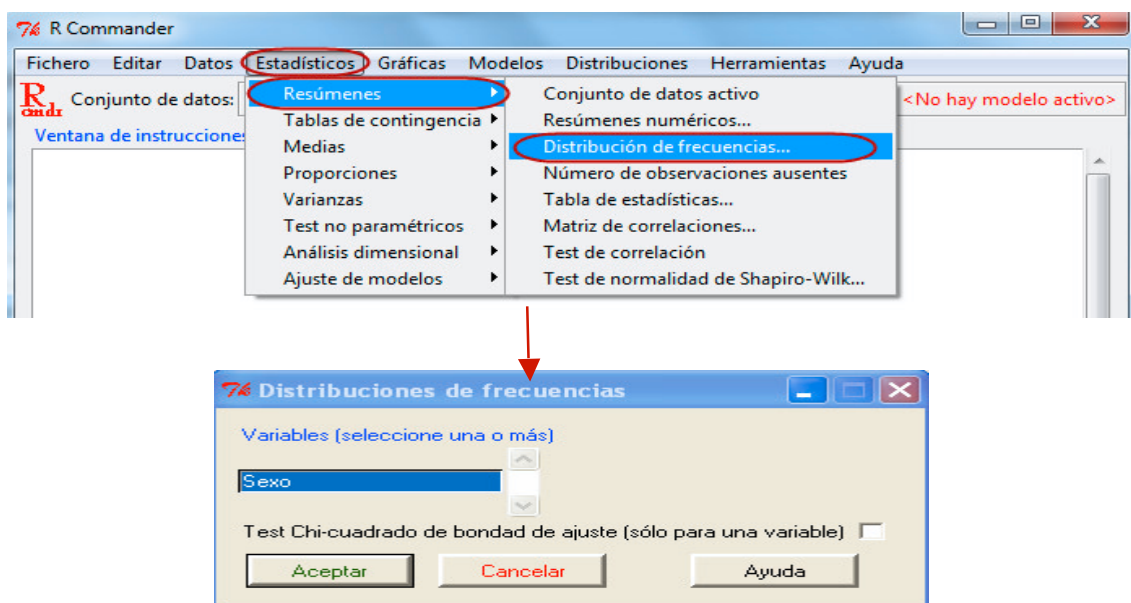 R Commander
Fichero Editar Datos Estadísticos Gráficas Modelos Distribuciones Herramientas Ayuda
Rcmdr Conjunto de datos: <No hay modelo activo>
Ventana de instrucciones
Resúmenes
Tablas de contingencia
Medias
Proporciones
Varianzas
Test no paramétricos
Análisis dimensional
Ajuste de modelos
Conjunto de datos activo
Resúmenes numéricos...
Distribución de frecuencias...
Número de observaciones ausentes
Tabla de estadísticas...
Matriz de correlaciones...
Test de correlación
Test de normalidad de Shapiro-Wilk...
Distribuciones de frecuencias
Variables (seleccione una o más)
Sexo
Test Chi-cuadrado de bondad de ajuste (sólo para una variable)
Aceptar Cancelar Ayuda